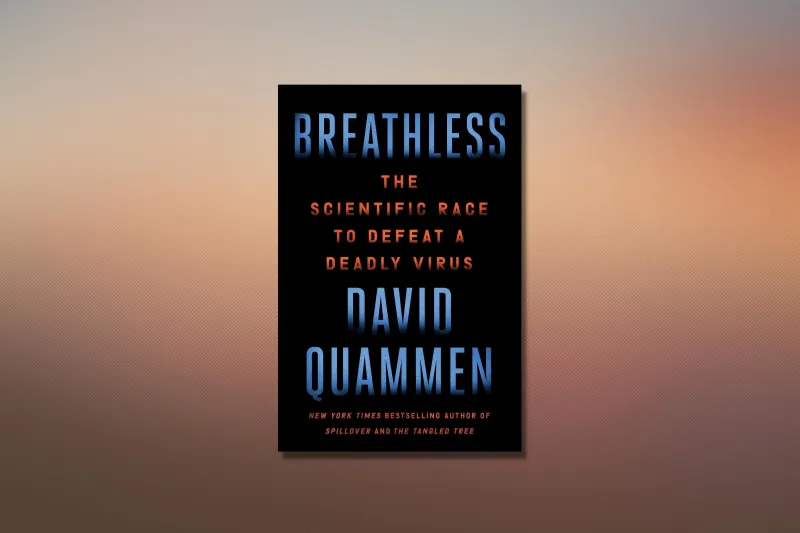 BREATHLESS
THE
SCIENTIFIC RACE
TO DEFEAT A
DEADLY VIRUS
DAVID
QUAMMEN
NEW YORK TIMES BESTSELLING AUTHOR OF
SPILLOVER AND THE TANGLED TREE